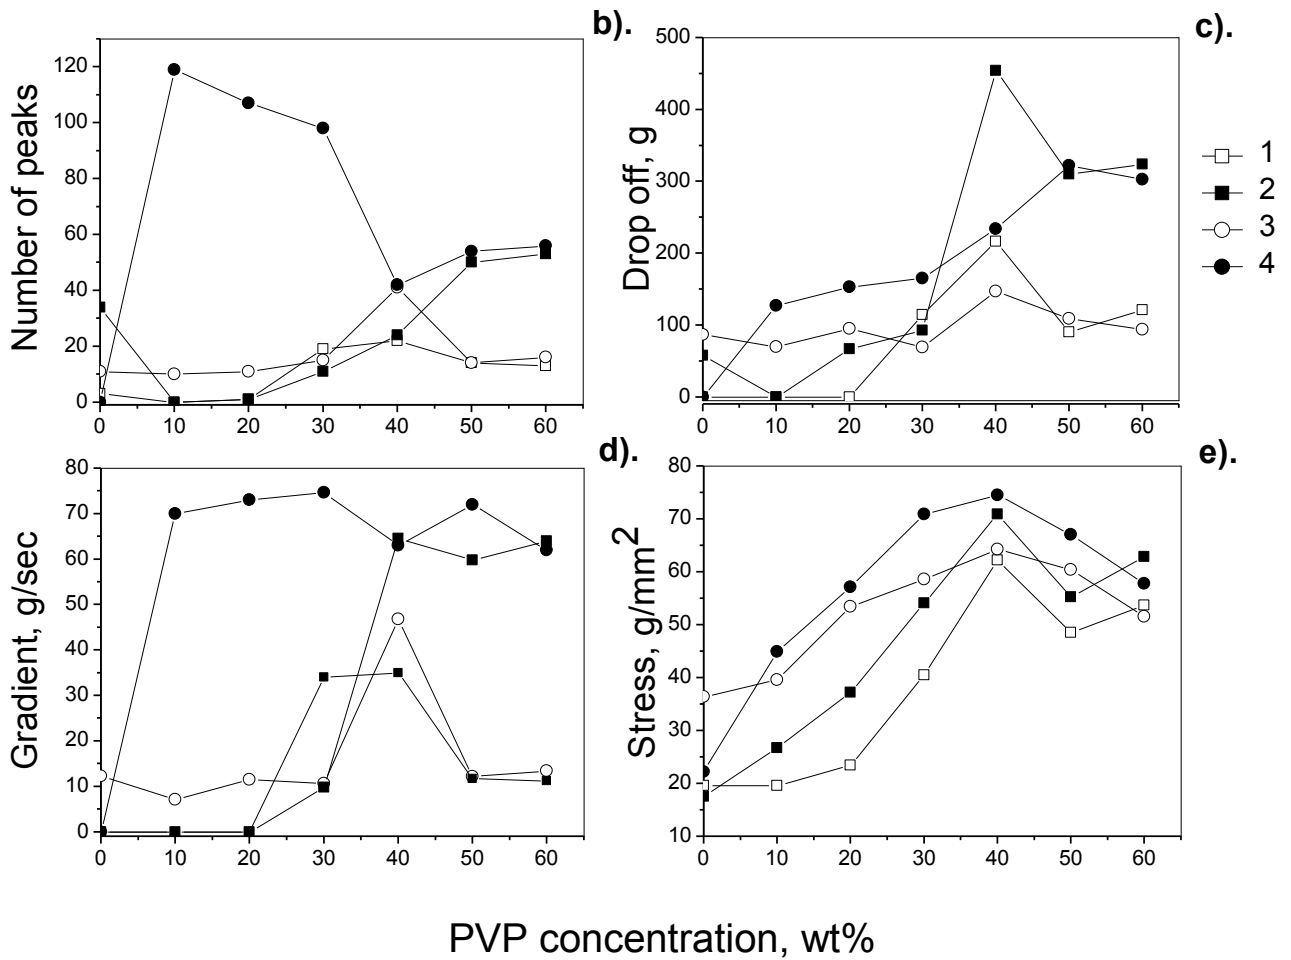 b).
Number of peaks
120
100
80
60
40
20
0
0 10 20 30 40 50 60
c).
Drop off, g
500
400
300
200
100
0
0 10 20 30 40 50 60
1
2
3
4
d).
Gradient, g/sec
80
70
60
50
40
30
20
10
0
0 10 20 30 40 50 60
e).
Stress, g/mm2
80
70
60
50
40
30
20
10
0 10 20 30 40 50 60
PVP concentration, wt%